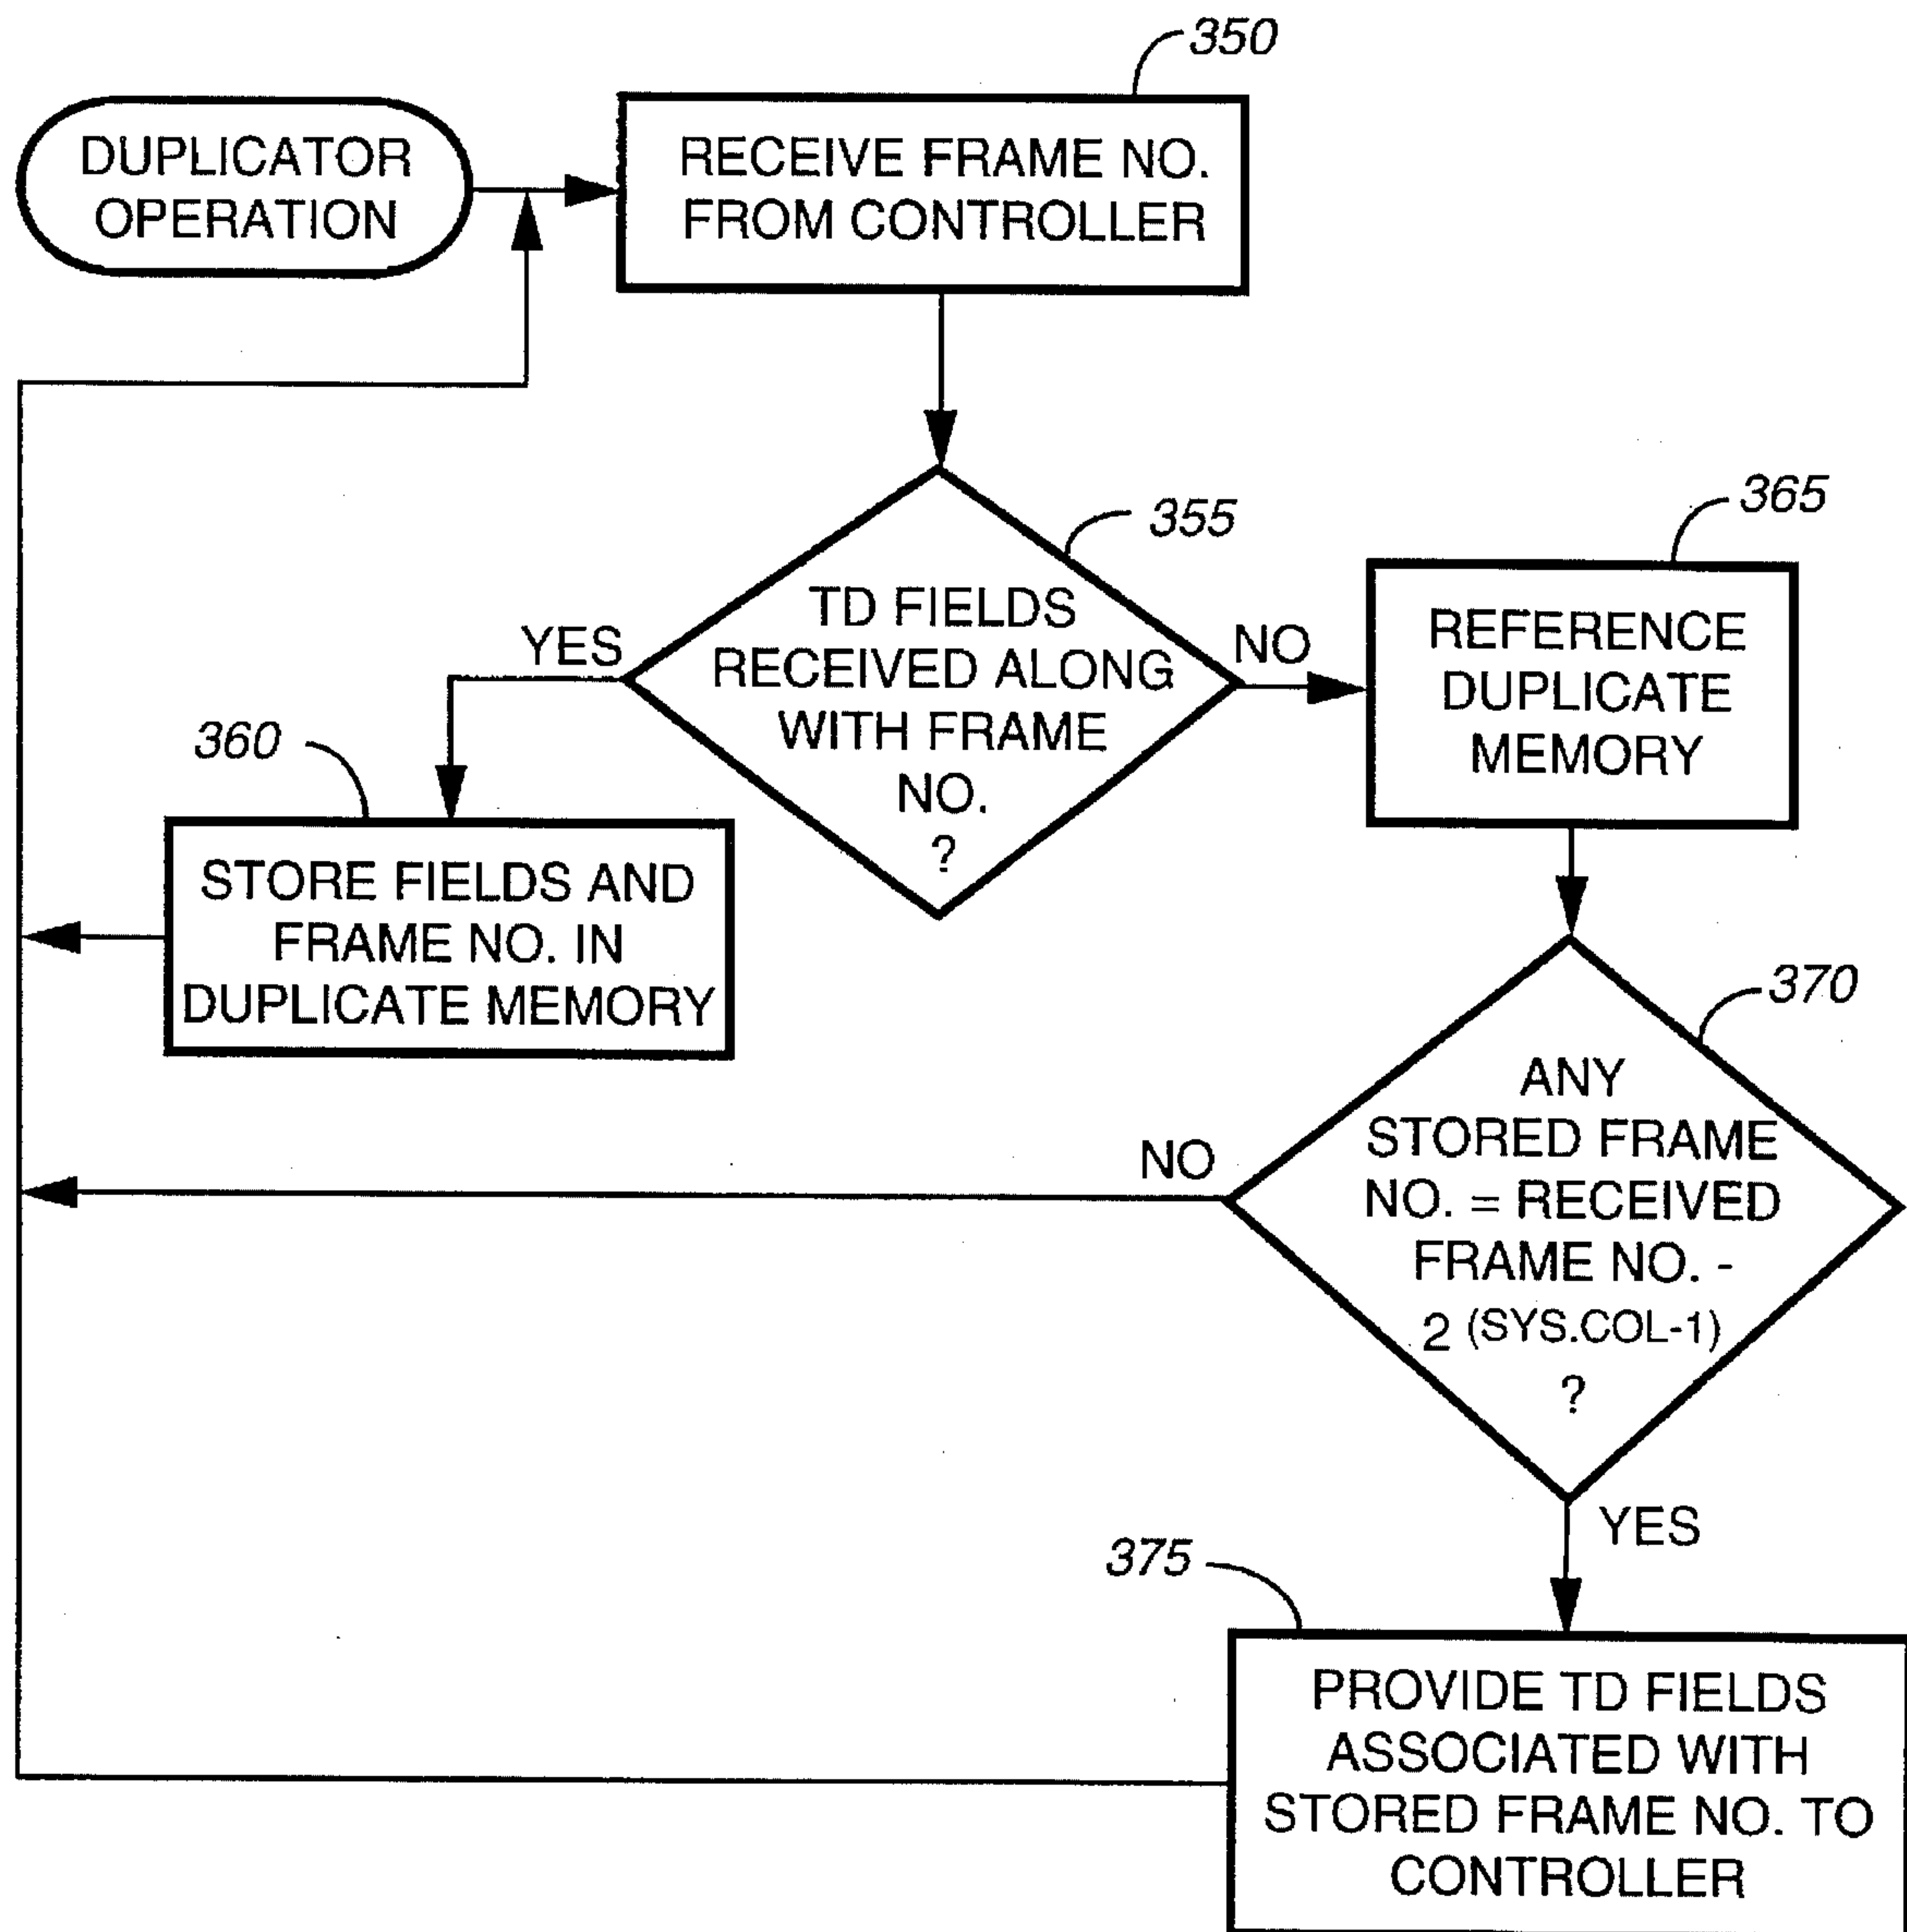 350
DUPLICATOR
OPERATION
RECEIVE FRAME NO.
FROM CONTROLLER
355
TD FIELDS
RECEIVED ALONG
WITH FRAME
NO.
?
YES
NO
365
REFERENCE
DUPLICATE
MEMORY
360
STORE FIELDS AND
FRAME NO. IN
DUPLICATE MEMORY
370
ANY
STORED FRAME
NO. = RECEIVED
FRAME NO. -
2 (SYS.COL-1)
?
NO
YES
375
PROVIDE TD FIELDS
ASSOCIATED WITH
STORED FRAME NO. TO
CONTROLLER